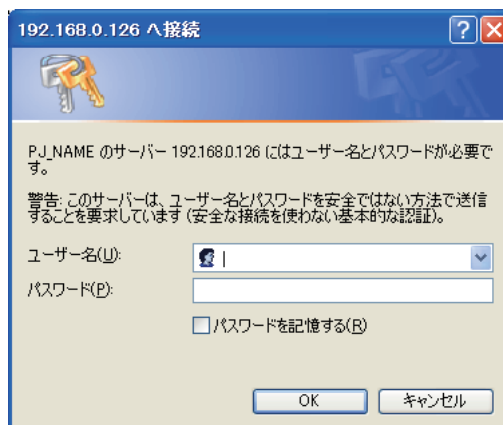 192.168.0.126 へ接続
PJ_NAME のサーバー 192.168.0.126 にはユーザー名とパスワードが必要で
す。
警告: このサーバーは、ユーザー名とパスワードを安全ではない方法で送信
することを要求しています (安全な接続を使わない基本的な認証)。
ユーザー名(U):
パスワード(P):
パスワードを記憶する(R)
OK キャンセル